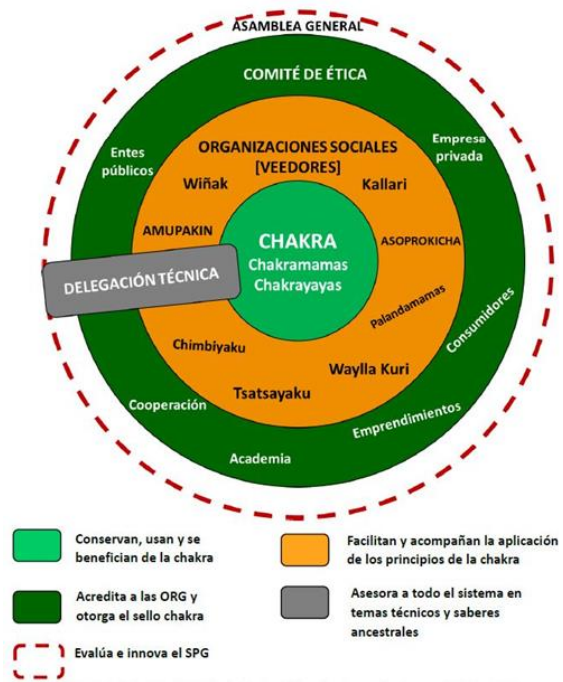 ASAMBLEA GENERAL
COMITÉ DE ÉTICA
Entes
públicos
Empresa
privada
ORGANIZACIONES SOCIALES
[VEEDORES]
Wiñak
Kallari
AMUPAKIN
ASOPROKICHA
CHAKRA
Chakramamas
Chakrayayas
DELEGACIÓN TÉCNICA
Palandamamas
Consumidores
Chimbiyaku
Waylla Kuri
Tsatsayaku
Cooperación
Emprendimientos
Academia
Conservan, usan y se
benefician de la chakra
Facilitan y acompañan la aplicación
de los principios de la chakra
Acredita a las ORG y
otorga el sello chakra
Asesora a todo el sistema en
temas técnicos y saberes
ancestrales
Evalúa e innova el SPG